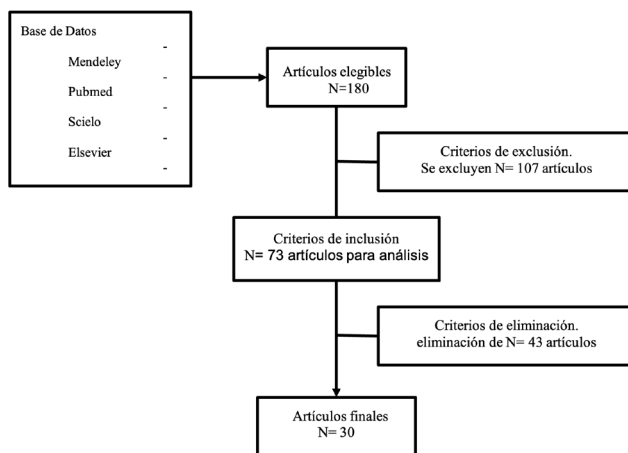 Base de Datos
-
Mendeley
-
Pubmed
-
Scielo
-
Elsevier
-
Artículos elegibles
N=180
Criterios de exclusión.
Se excluyen N= 107 artículos
Criterios de inclusión
N= 73 artículos para análisis
Criterios de eliminación.
eliminación de N= 43 artículos
Artículos finales
N= 30